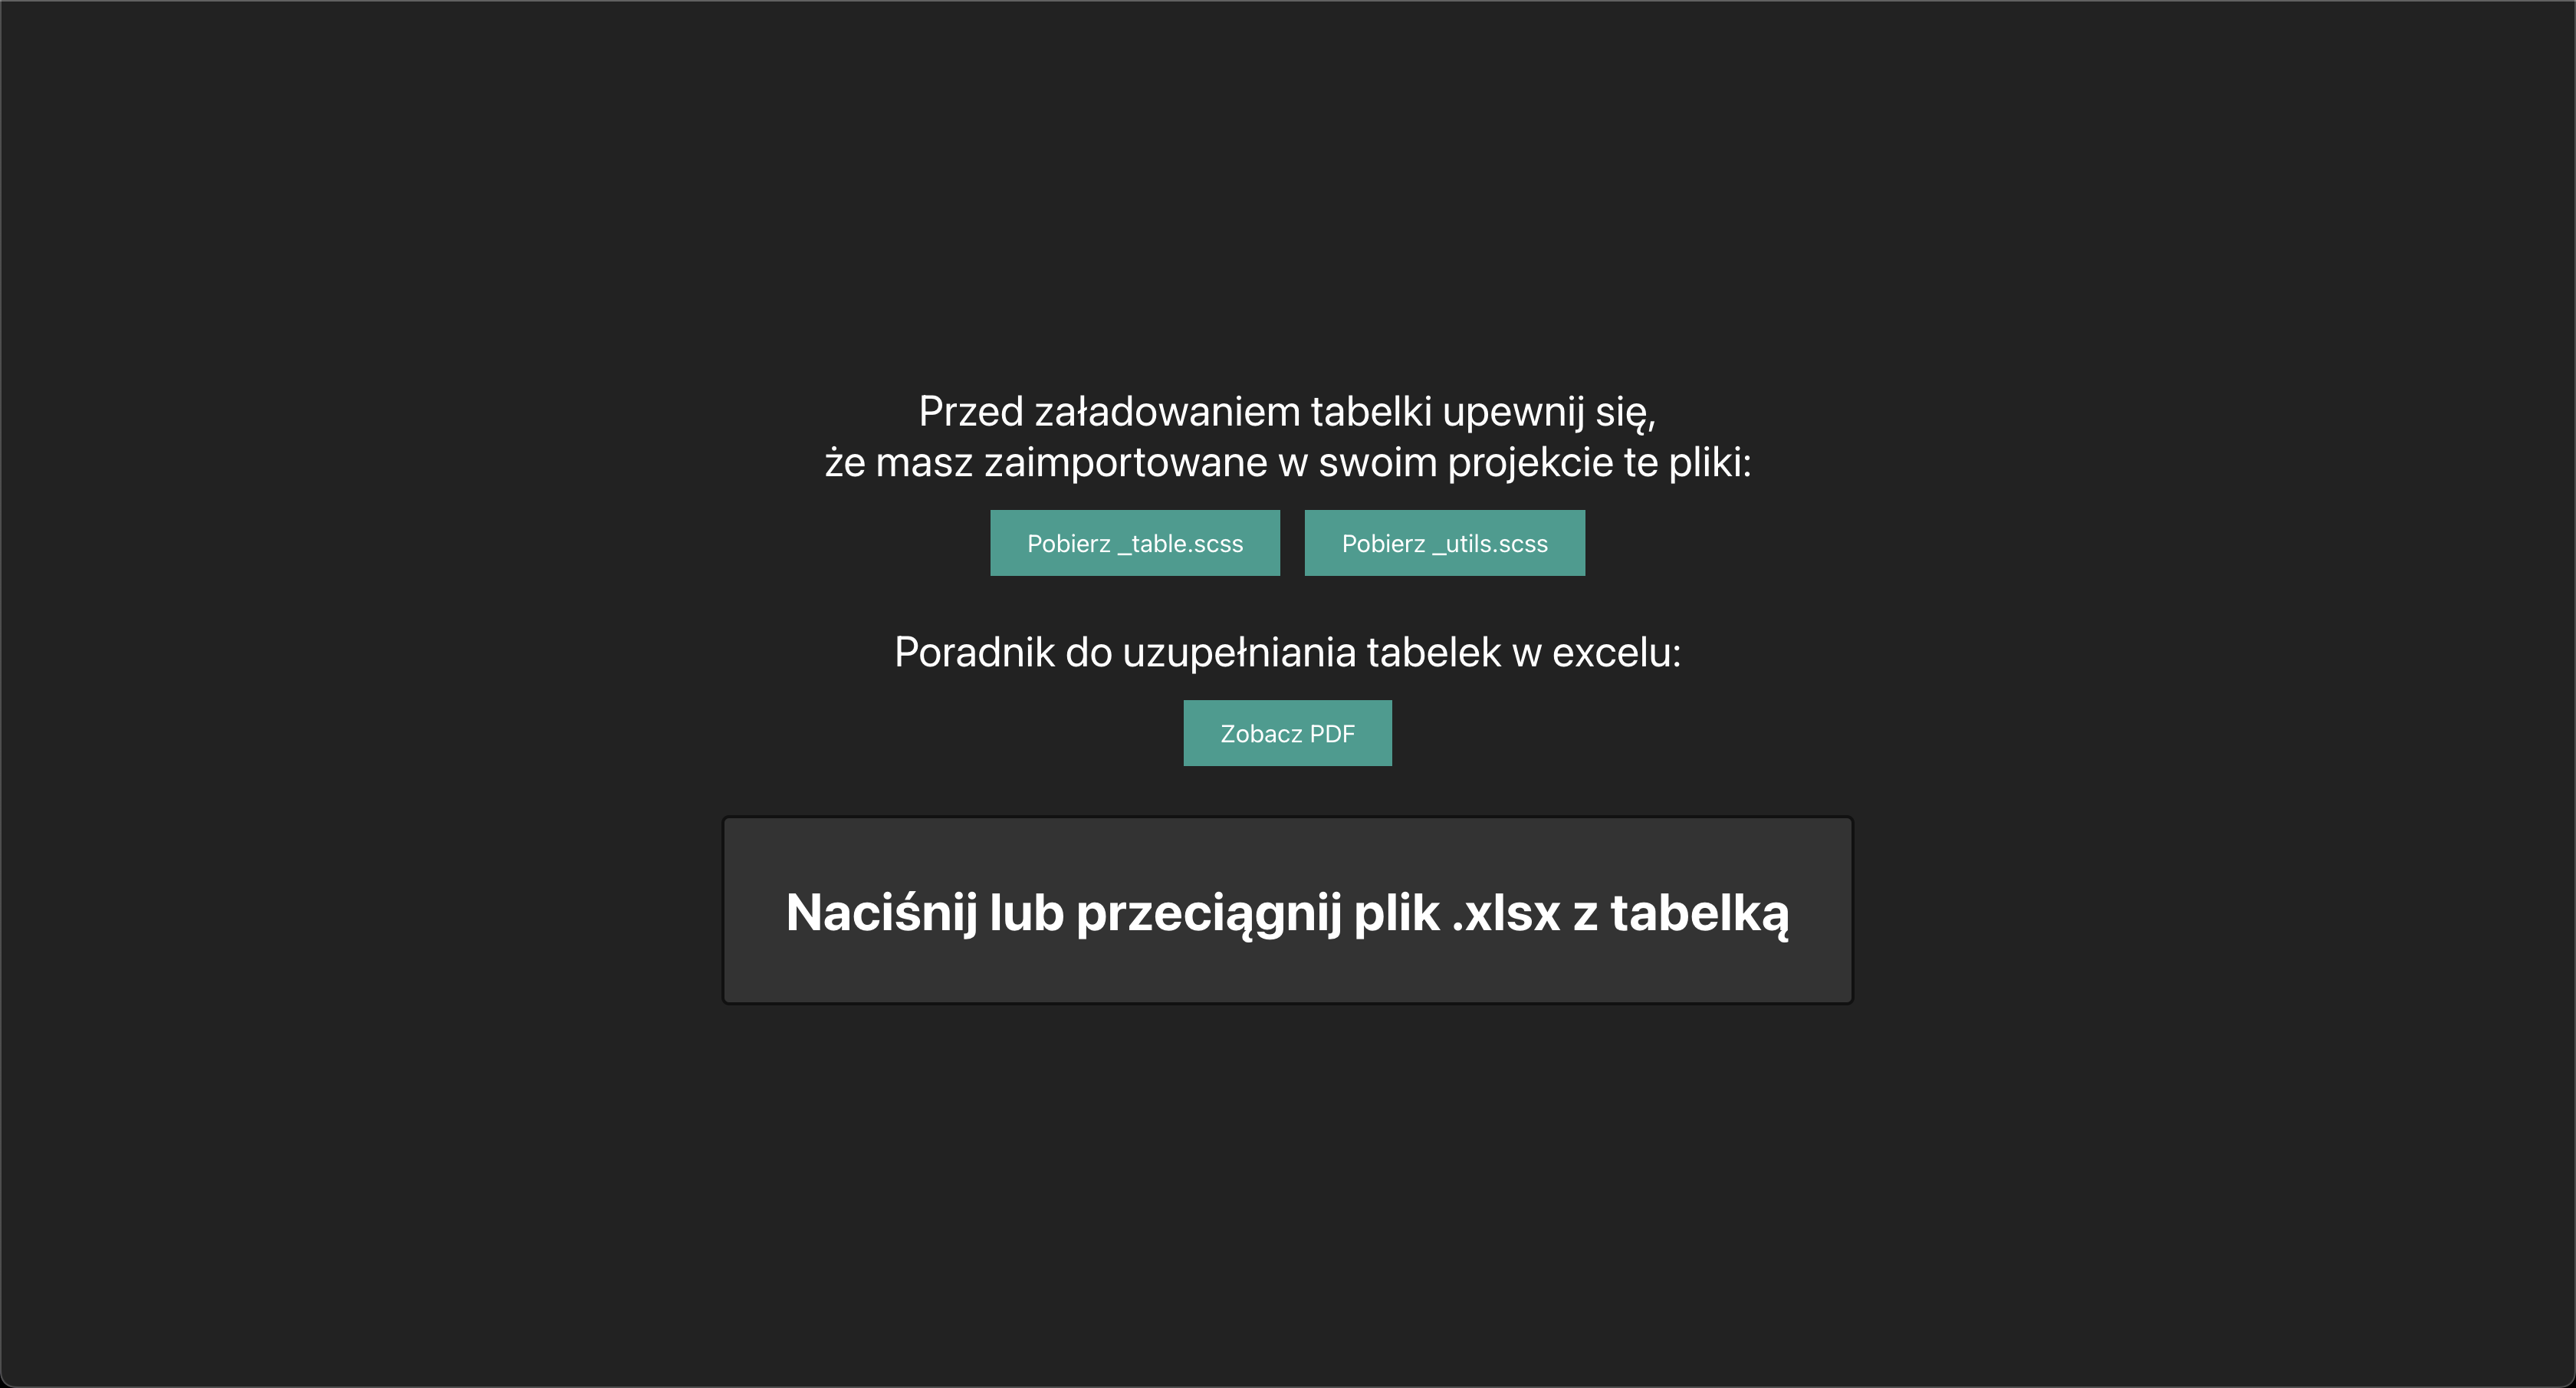 Przed załadowaniem tabelki upewnij się,
że masz zaimportowane w swoim projekcie te pliki:
Pobierz _table.scss
Pobierz _utils.scss
Poradnik do uzupełniania tabelek w excelu:
Zobacz PDF
Naciśnij lub przeciągnij plik .xlsx z tabelką